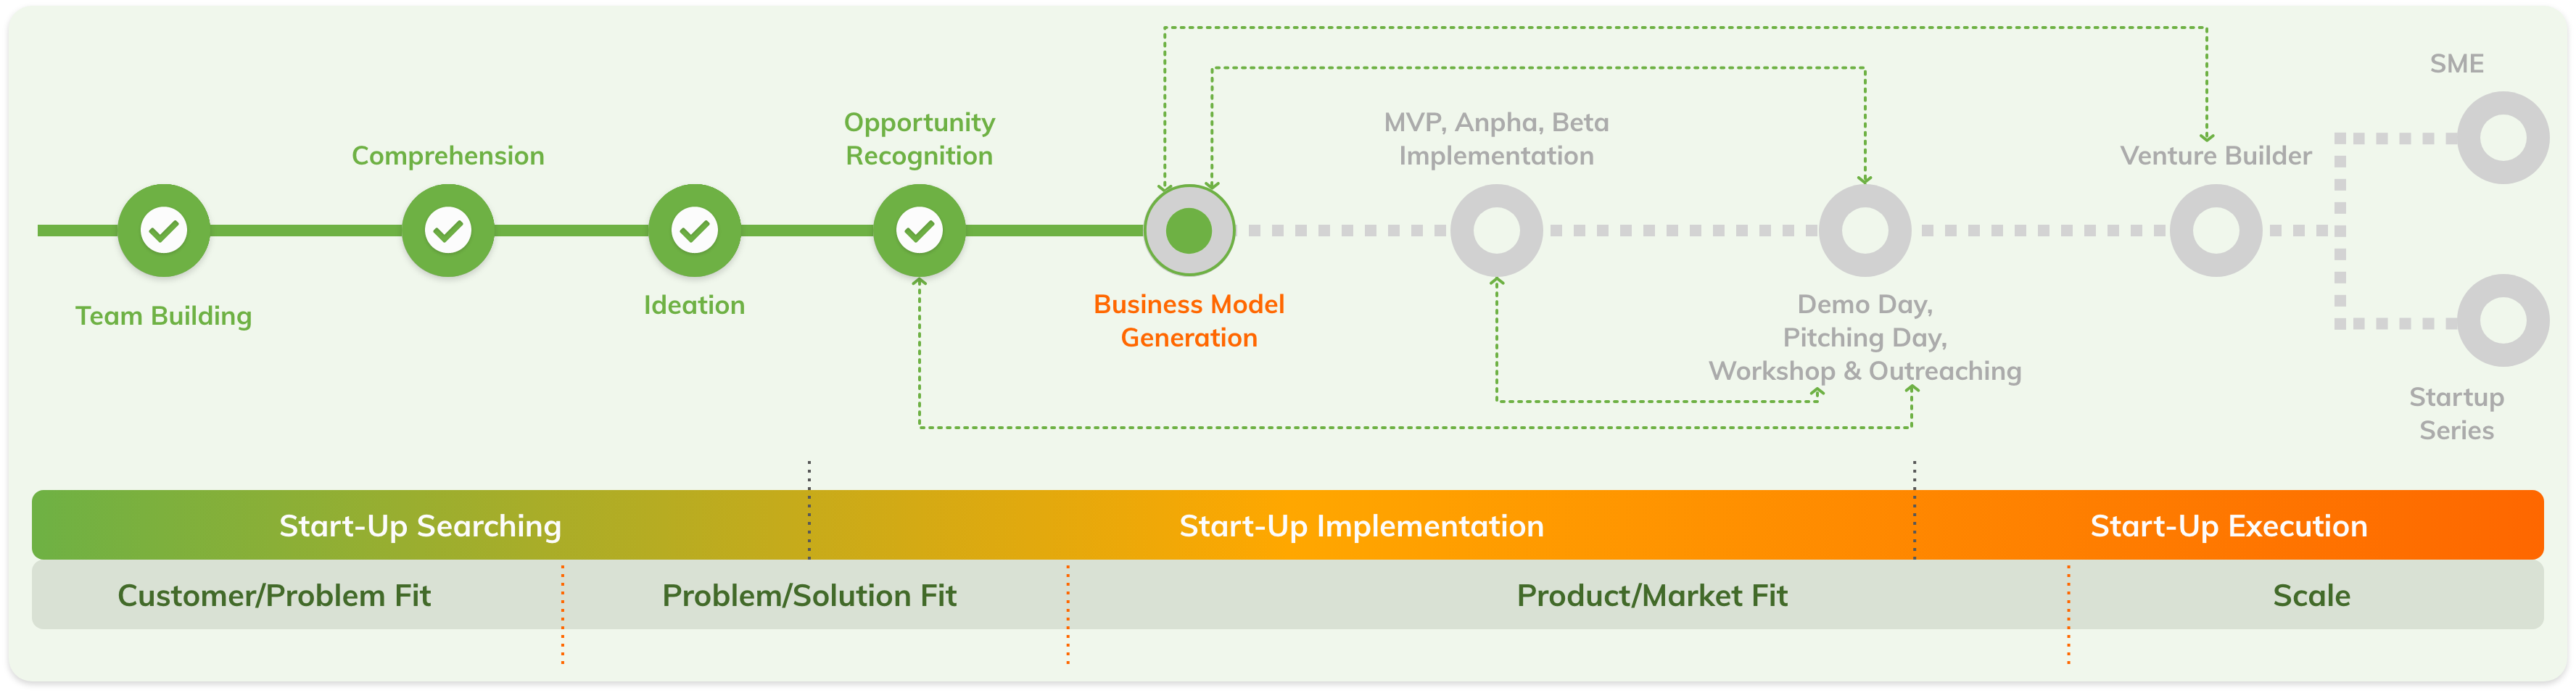 Team Building
Comprehension
Ideation
Opportunity
Recognition
Business Model
Generation
MVP, Anpha, Beta
Implementation
Demo Day,
Pitching Day,
Workshop & Outreaching
Venture Builder
SME
Startup
Series
Start-Up Searching
Start-Up Implementation
Start-Up Execution
Customer/Problem Fit
Problem/Solution Fit
Product/Market Fit
Scale